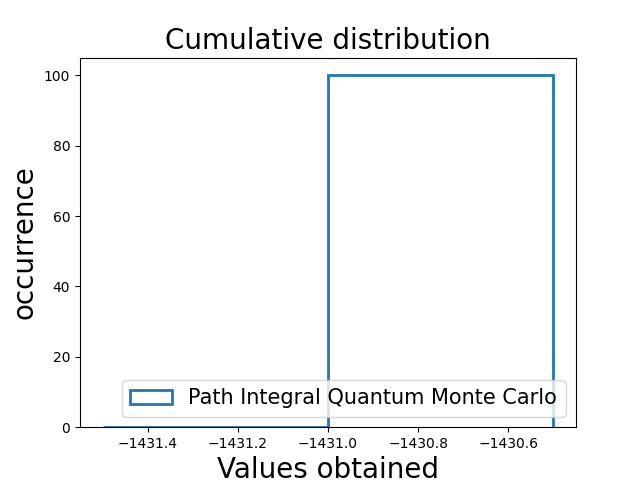 Cumulative distribution
100
80
60
40
20
0
occurrence
Path Integral Quantum Monte Carlo
−1431.4 −1431.2 −1431.0 −1430.8 −1430.6
Values obtained